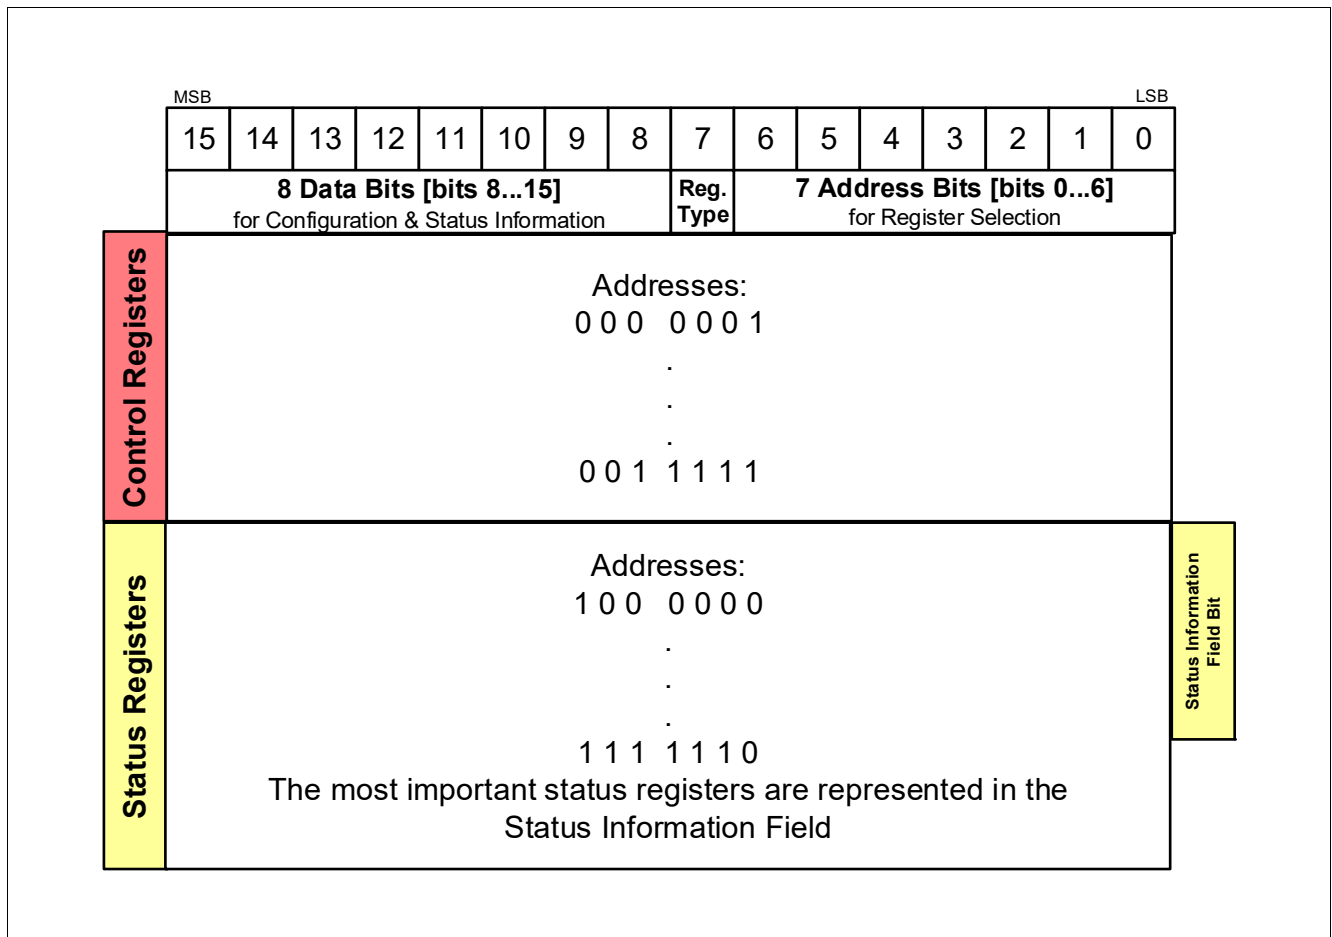 MSB
LSB
15 14 13 12 11 10 9 8 7 6 5 4 3 2 1 0
8 Data Bits [bits 8...15]
for Configuration & Status Information
Reg.
Type
7 Address Bits [bits 0...6]
for Register Selection
Control Registers
Addresses:
0 0 0 0 0 0 1
.
.
.
0 0 1 1 1 1 1
Status Registers
Addresses:
1 0 0 0 0 0 0
.
.
.
1 1 1 1 1 1 0
The most important status registers are represented in the
Status Information Field
Status Information
Field Bit